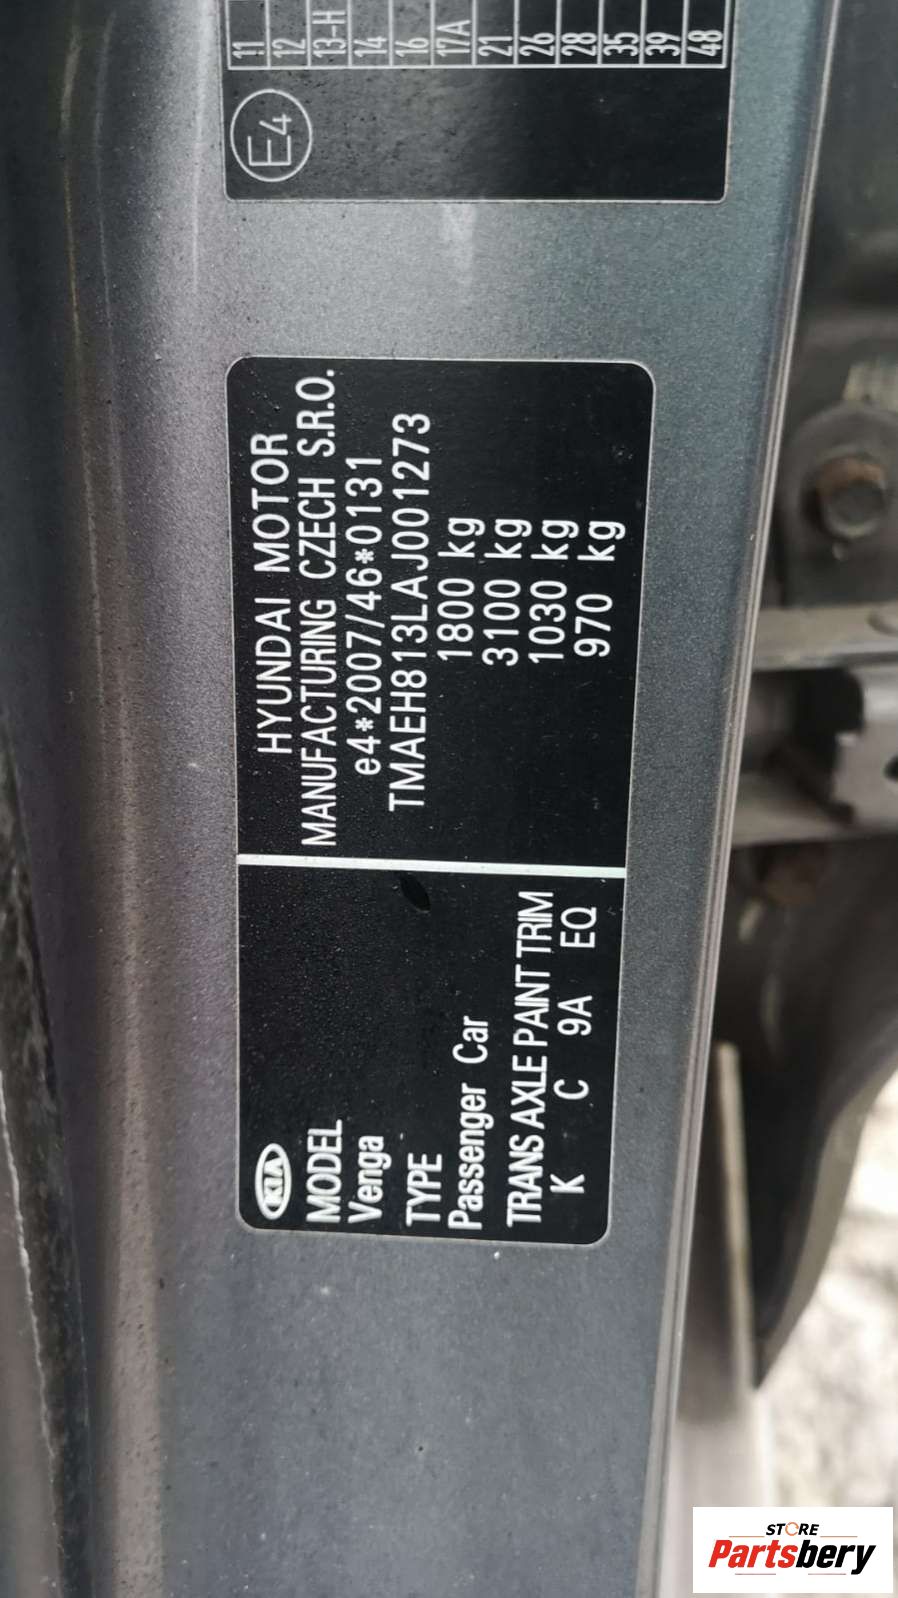 11
12
13-H
14
16
17A
21
26
28
35
39
48
E4
HYUNDAI MOTOR
MANUFACTURING CZECH S.R.O.
e4*2007/46*0131
TMAEH813LAJ001273
1800 kg
3100 kg
1030 kg
970 kg
KIA
MODEL
Venga
TYPE
Passenger Car
TRANS AXLE PAINT TRIM
K C 9A EQ
STORE
Partsbery